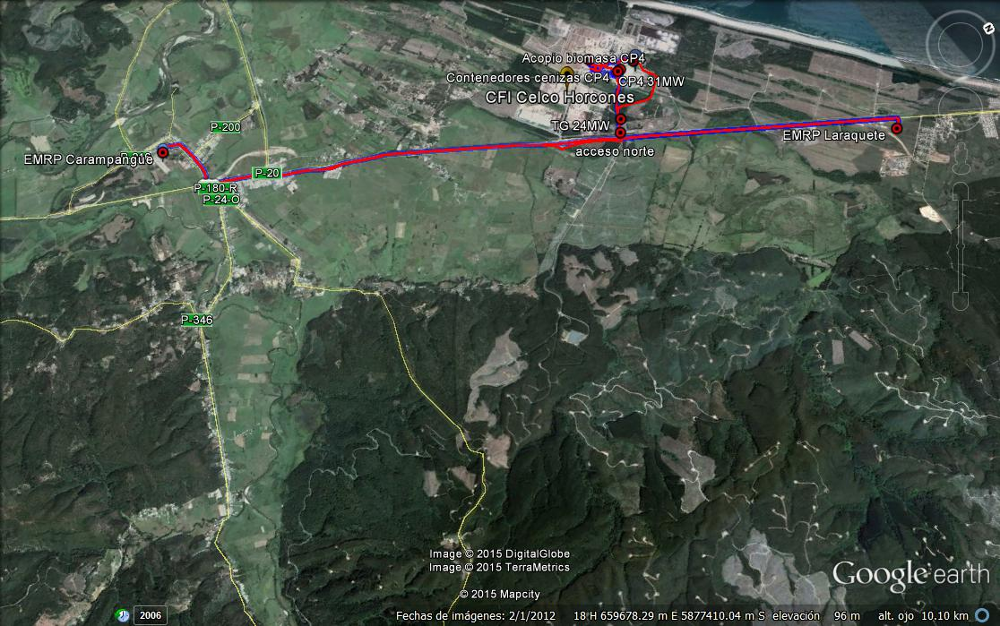 Acopio biomasa CP4
Contenedores cenizas CP4
CP4 31MW
CFI Celco Horcones
TG 24MW
P-200
EMRP Laraquete
acceso norte
EMRP Carampangue
P-20
P-180-R
P-24-O
P-346
Image © 2015 DigitalGlobe
Image © 2015 TerraMetrics
© 2015 Mapcity
Google earth
2006
Fechas de imágenes: 2/1/2012 18 H 659678.29 m E 5877410.04 m S elevación 96 m alt. ojo 10.10 km